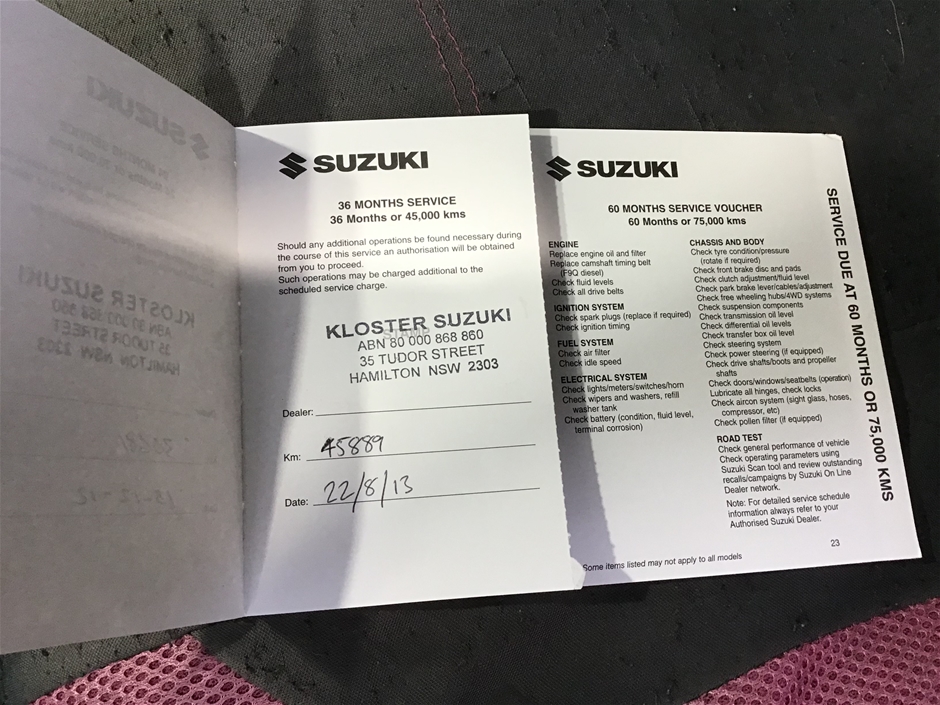 SUZUKI
36 MONTHS SERVICE
36 Months or 45,000 kms
Should any additional operations be found necessary during
the course of this service an authorisation will be obtained
from you to proceed.
Such operations may be charged additional to the
scheduled service charge.
STAMP
KLOSTER SUZUKI
ABN 80 000 868 860
35 TUDOR STREET
HAMILTON NSW 2303
Dealer:
Km: 45889
Date: 22/8/13
SUZUKI
60 MONTHS SERVICE VOUCHER
60 Months or 75,000 kms
ENGINE
Replace engine oil and filter
Replace camshaft timing belt
(F9Q diesel)
Check fluid levels
Check all drive belts
IGNITION SYSTEM
Check spark plugs (replace if required)
Check ignition timing
FUEL SYSTEM
Check air filter
Check idle speed
ELECTRICAL SYSTEM
Check lights/meters/switches/horn
Check wipers and washers, refill
washer tank
Check battery (condition, fluid level,
terminal corrosion)
CHASSIS AND BODY
Check tyre condition/pressure
(rotate if required)
Check front brake disc and pads
Check clutch adjustment/fluid level
Check park brake lever/cables/adjustment
Check free wheeling hubs/4WD systems
Check suspension components
Check transmission oil level
Check differential oil levels
Check transfer box oil level
Check steering system
Check power steering (if equipped)
Check drive shafts/boots and propeller
shafts
Check doors/windows/seatbelts (operation)
Lubricate all hinges, check locks
Check aircon system (sight glass, hoses,
compressor, etc)
Check pollen filter (if equipped)
ROAD TEST
Check general performance of vehicle
Check operating parameters using
Suzuki Scan tool and review outstanding
recalls/campaigns by Suzuki On Line
Dealer network.
Note: For detailed service schedule
information always refer to your
Authorised Suzuki Dealer.
23
Some items listed may not apply to all models
SERVICE DUE AT 60 MONTHS OR 75,000 KMS